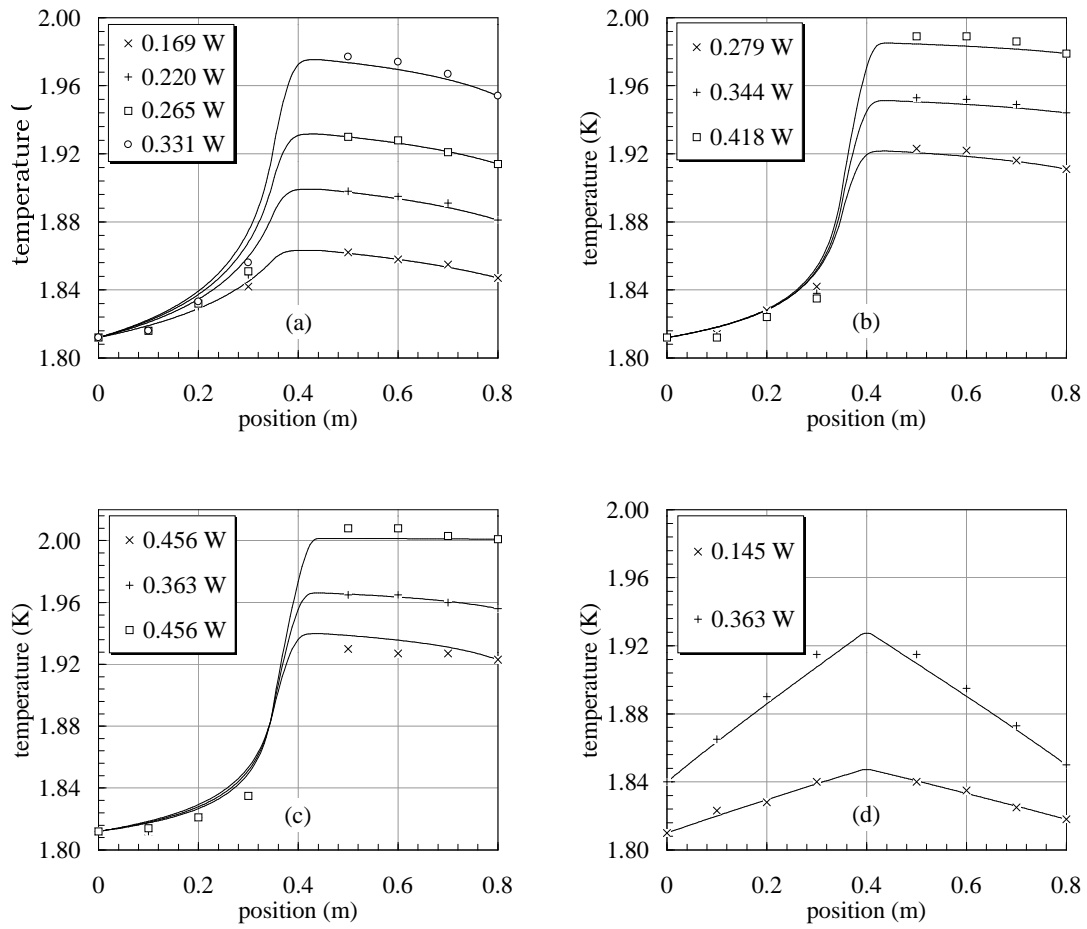 2.00
1.96
1.92
1.88
1.84
1.80
temperature (
0.169 W
0.220 W
0.265 W
0.331 W
(a)
0 0.2 0.4 0.6 0.8
position (m)
2.00
1.96
1.92
1.88
1.84
1.80
temperature (K)
0.279 W
0.344 W
0.418 W
(b)
0 0.2 0.4 0.6 0.8
position (m)
2.00
1.96
1.92
1.88
1.84
1.80
temperature (K)
0.456 W
0.363 W
0.456 W
(c)
0 0.2 0.4 0.6 0.8
position (m)
2.00
1.96
1.92
1.88
1.84
1.80
temperature (K)
0.145 W
0.363 W
(d)
0 0.2 0.4 0.6 0.8
position (m)